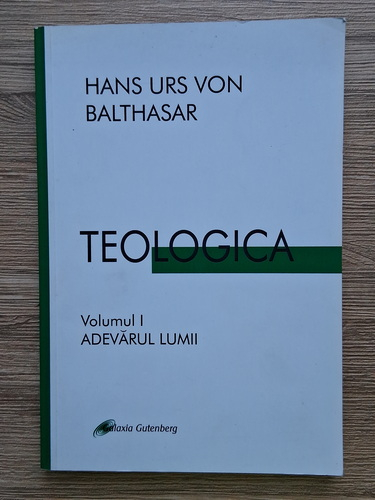 HANS URS VON
BALTHASAR
TEOLOGICA
Volumul I
ADEVĂRUL LUMII
Galaxia Gutenberg